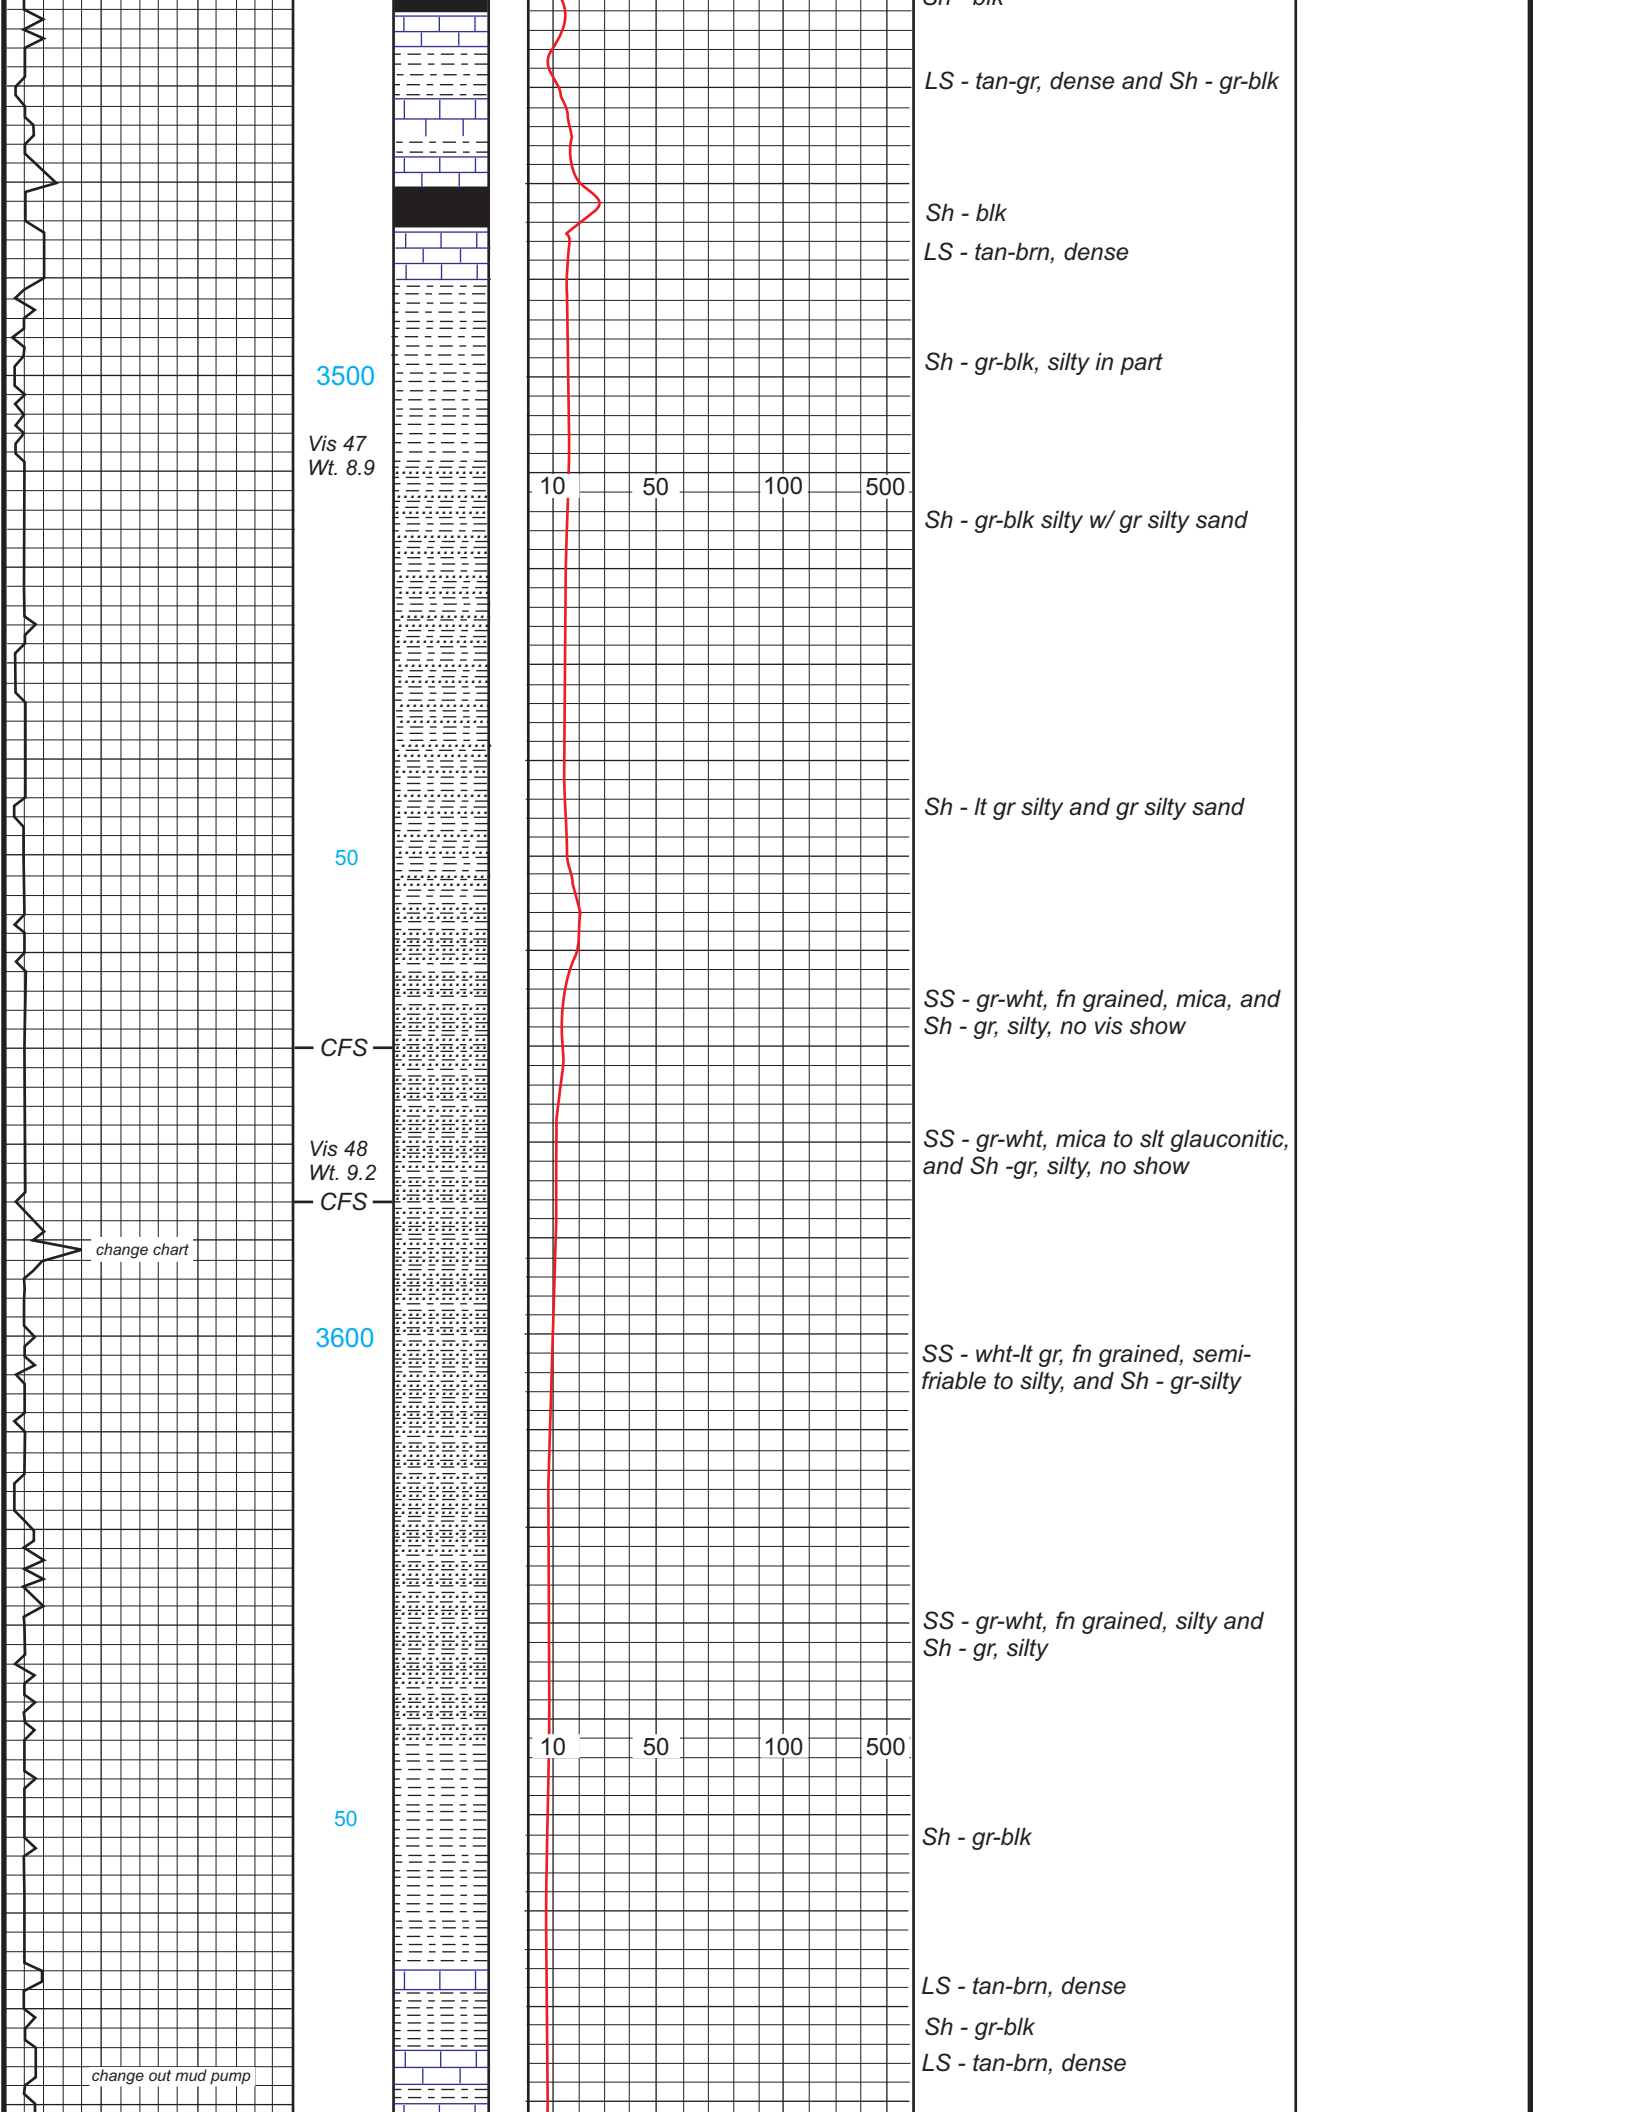 Sh - blk
LS - tan-gr, dense and Sh - gr-blk
Sh - blk
LS - tan-brn, dense
Sh - gr-blk, silty in part
3500
Vis 47
Wt. 8.9
10 50 100 500
Sh - gr-blk silty w/ gr silty sand
Sh - lt gr silty and gr silty sand
50
SS - gr-wht, fn grained, mica, and
Sh - gr, silty, no vis show
CFS
SS - gr-wht, mica to slt glauconitic,
and Sh -gr, silty, no show
Vis 48
Wt. 9.2
CFS
change chart
3600
SS - wht-lt gr, fn grained, semi-
friable to silty, and Sh - gr-silty
SS - gr-wht, fn grained, silty and
Sh - gr, silty
10 50 100 500
50
Sh - gr-blk
LS - tan-brn, dense
Sh - gr-blk
LS - tan-brn, dense
change out mud pump